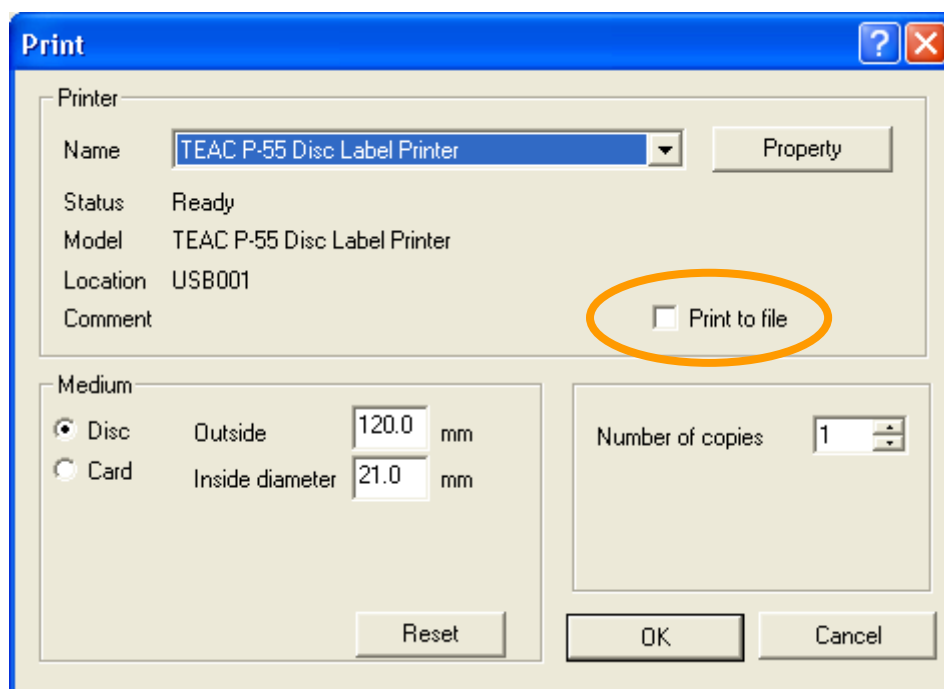 Print
Printer
Name TEAC P-55 Disc Label Printer Property
Status Ready
Model TEAC P-55 Disc Label Printer
Location USB001
Comment Print to file
Medium
Disc Outside 120.0 mm
Card Inside diameter 21.0 mm
Number of copies 1
Reset OK Cancel